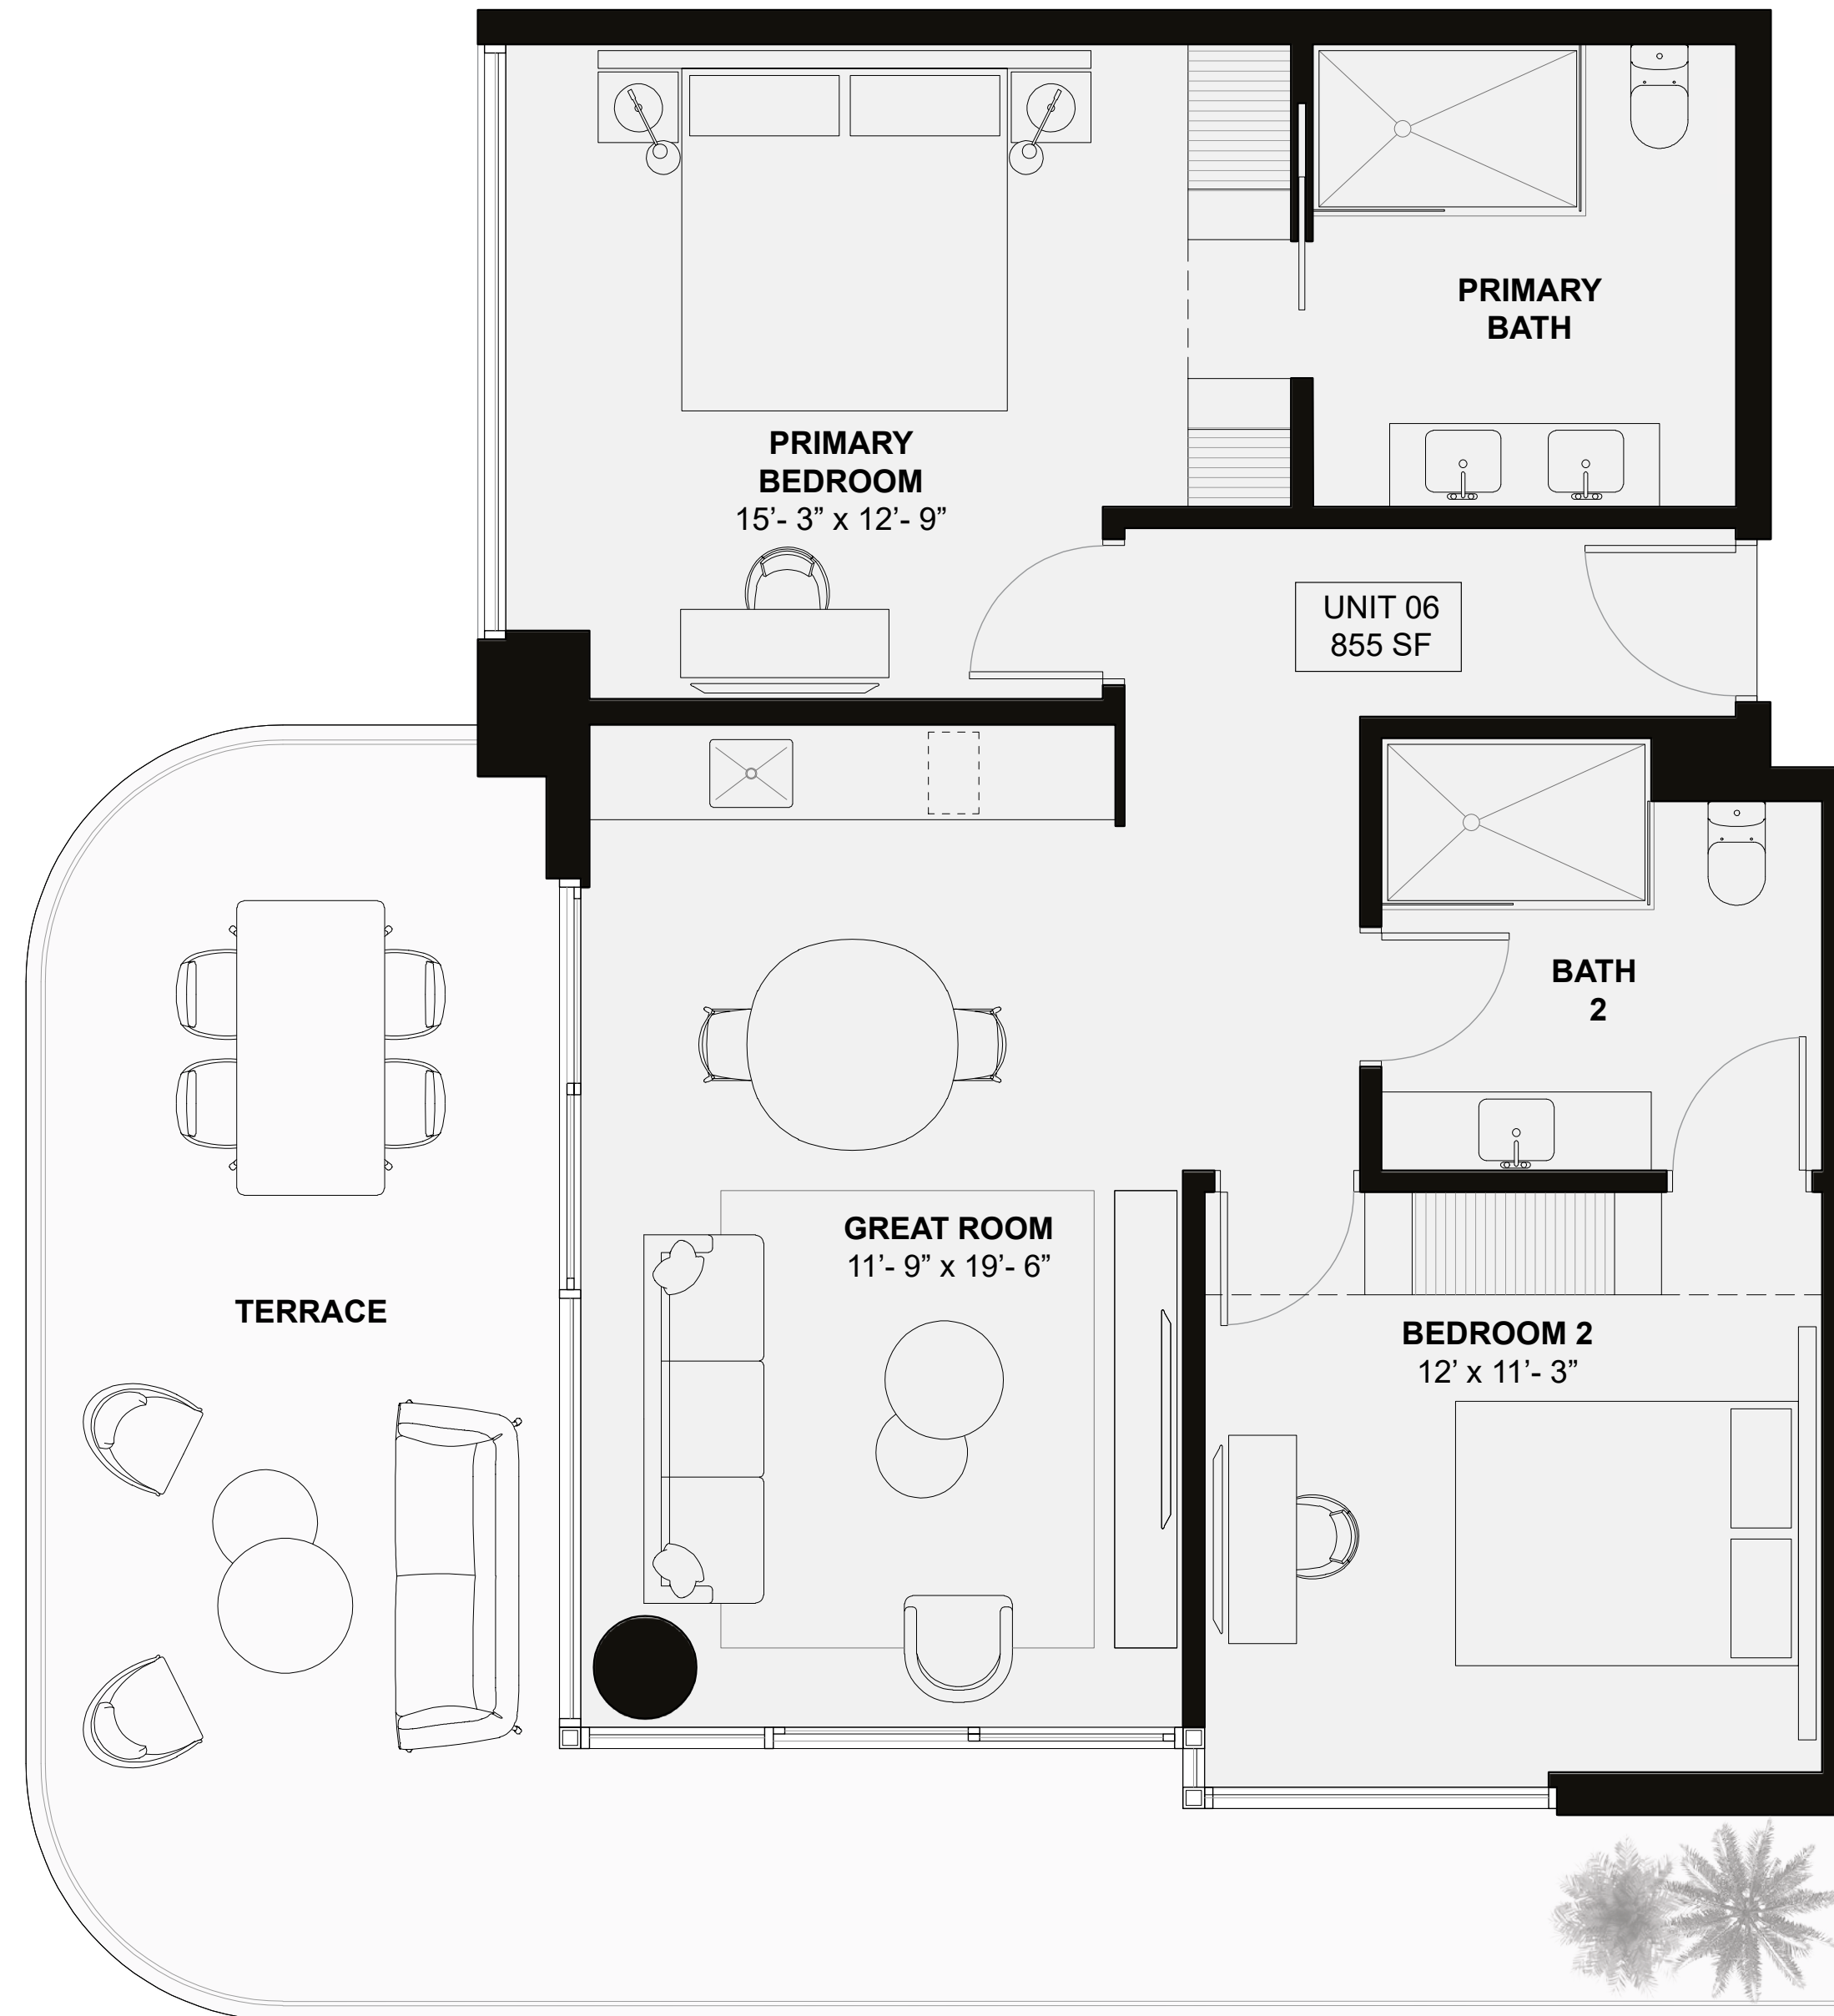 PRIMARY
BATH
PRIMARY
BEDROOM
15’- 3” x 12’- 9”
UNIT 06
855 SF
BATH
2
GREAT ROOM
11’- 9” x 19’- 6”
TERRACE
BEDROOM 2
12’ x 11’- 3”